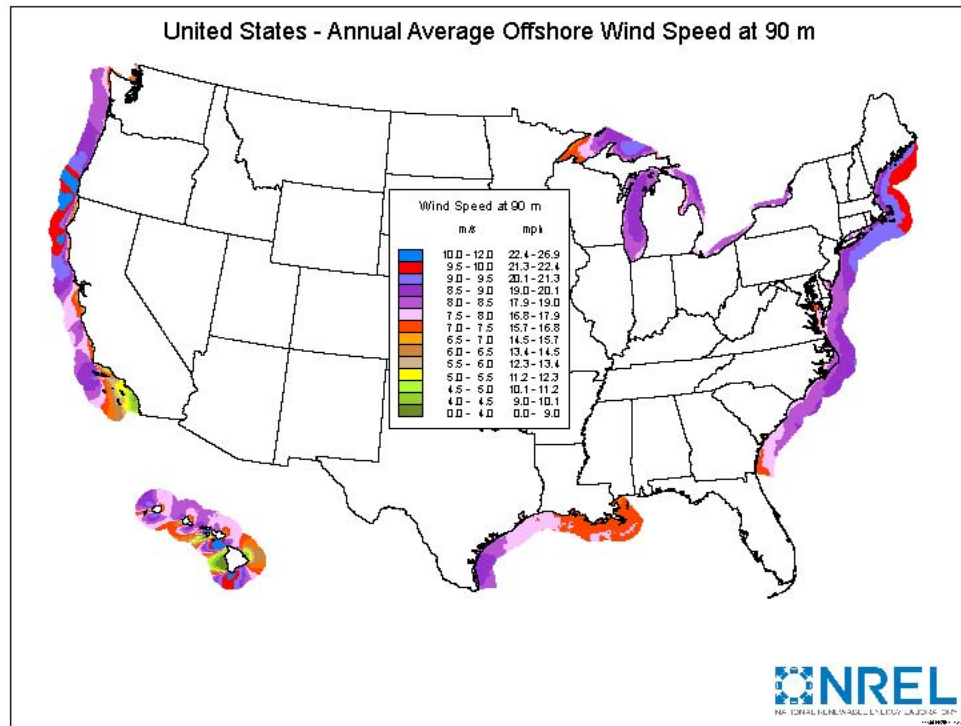 United States - Annual Average Offshore Wind Speed at 90 m
Wind Speed at 90 m
m/s mph
10.0 - 12.0 22.4 - 26.9
9.5 - 10.0 21.3 - 22.4
9.0 - 9.5 20.1 - 21.3
8.5 - 9.0 19.0 - 20.1
8.0 - 8.5 17.9 - 19.0
7.5 - 8.0 16.8 - 17.9
7.0 - 7.5 15.7 - 16.8
6.5 - 7.0 14.5 - 15.7
6.0 - 6.5 13.4 - 14.5
5.5 - 6.0 12.3 - 13.4
5.0 - 5.5 11.2 - 12.3
4.5 - 5.0 10.1 - 11.2
4.0 - 4.5 9.0 - 10.1
0.0 - 4.0 0.0 - 9.0
NREL
NATIONAL RENEWABLE ENERGY LABORATORY